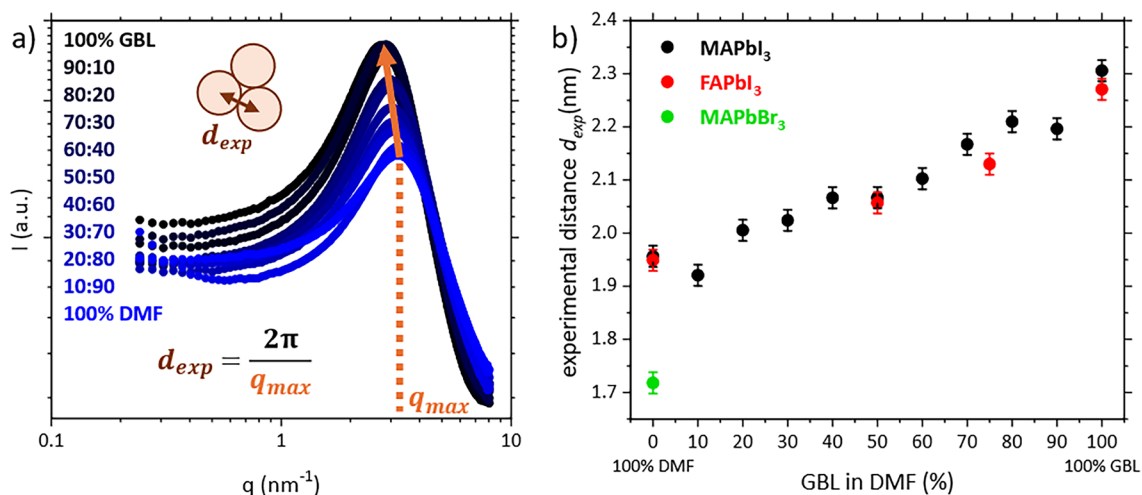 a)
100% GBL
90:10
80:20
70:30
60:40
50:50
40:60
30:70
20:80
10:90
100% DMF
d_exp
d_exp = 2π / q_max
q_max
I (a.u.)
0.1 1 10
q (nm⁻¹)
b)
MAPbI₃
FAPbI₃
MAPbBr₃
experimental distance d_exp(nm)
2.4
2.3
2.2
2.1
2.0
1.9
1.8
1.7
0 10 20 30 40 50 60 70 80 90 100
100% DMF 100% GBL
GBL in DMF (%)